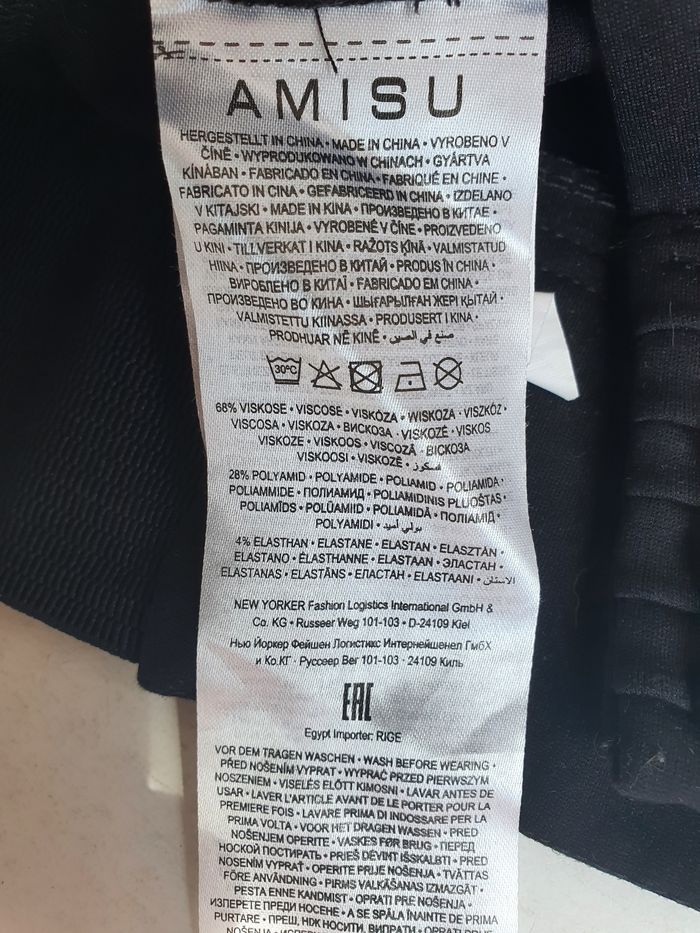 AMISU
HERGESTELLT IN CHINA • MADE IN CHINA • VYROBENO V
ČÍNĚ • WYPRODUKOWANO W CHINACH • GYÁRTVA
KÍNÁBAN • FABRICADO EN CHINA • FABRIQUÉ EN CHINE •
FABRICATO IN CINA • GEFABRICEERD IN CHINA • IZDELANO
V KITAJSKI • MADE IN KINA • ПРОИЗВЕДЕНО В КИТАЕ •
PAGAMINTA KINIJA • VYROBENÉ V ČÍNE • PROIZVEDENO
U KINI • TILLVERKAT I KINA • RAŽOTS ĶĪNĀ • VALMISTATUD
HIINA • ПРОИЗВЕДЕНО В КИТАЙ • PRODUS ÎN CHINA •
ВИРОБЛЕНО В КИТАЇ • FABRICADO EM CHINA •
ПРОИЗВЕДЕНО ВО КИНА • ШЫҒАРЫЛҒАН ЖЕРІ ҚЫТАЙ •
VALMISTETTU KIINASSA • PRODUSERT I KINA •
PRODHUAR NË KINË • صنع في الصين
30°C
68% VISKOSE • VISCOSE • VISKÓZA • WISKOZA • VISZKÓZ •
VISCOSA • VISKOZA • ВИСКОЗА • VISKOZĖ • VISKOS
VISKOZE • VISKOOS • VISCOZĂ • ВІСКОЗА
VISKOOSI • VISKOZË • فسكوز
28% POLYAMID • POLYAMIDE • POLIAMID • POLIAMIDA •
POLIAMMIDE • ПОЛИАМИД • POLIAMIDINIS PLUOŠTAS •
POLIAMĪDS • POLÜAMIID • POLIAMIDĂ • ПОЛІАМІД •
POLYAMIDI • بولي أميد
4% ELASTHAN • ELASTANE • ELASTAN • ELASZTÁN •
ELASTANO • ÉLASTHANNE • ELASTAAN • ЭЛАСТАН •
ELASTANAS • ELASTĀNS • ЕЛАСТАН • ELASTAANI • الاستان
NEW YORKER Fashion Logistics International GmbH &
Co. KG • Russeer Weg 101-103 • D-24109 Kiel
Нью Йоркер Фейшен Логистикс Интернейшенел ГмбХ
и Ко.КГ • Руссеер Вег 101-103 • 24109 Киль
EAC
Egypt Importer: RIGE
VOR DEM TRAGEN WASCHEN • WASH BEFORE WEARING •
PŘED NOŠENÍM VYPRAT • WYPRAĆ PRZED PIERWSZYM
NOSZENIEM • VISELÉS ELŐTT KIMOSNI • LAVAR ANTES DE
USAR • LAVER L'ARTICLE AVANT DE LE PORTER POUR LA
PREMIERE FOIS • LAVARE PRIMA DI INDOSSARE PER LA
PRIMA VOLTA • VOOR HET DRAGEN WASSEN • PRED
NOŠENJEM OPERITE • VASKES FØR BRUG • ПЕРЕД
НОСКОЙ ПОСТИРАТЬ • PRIEŠ DĖVINT IŠSKALBTI • PRED
NOSENÍM VYPRAŤ • OPERITE PRIJE NOŠENJA • TVÄTTAS
FÖRE ANVÄNDNING • PIRMS VALKĀŠANAS IZMAZGĀT •
PESTA ENNE KANDMIST • OPRATI PRE NOŠENJA •
ИЗПЕРЕТЕ ПРЕДИ НОСЕНЕ • A SE SPĂLA ÎNAINTE DE PRIMA
PURTARE • ПРЕШ, НЕК НОСИТИ, ВИПРАТИ • OPRATI PRED